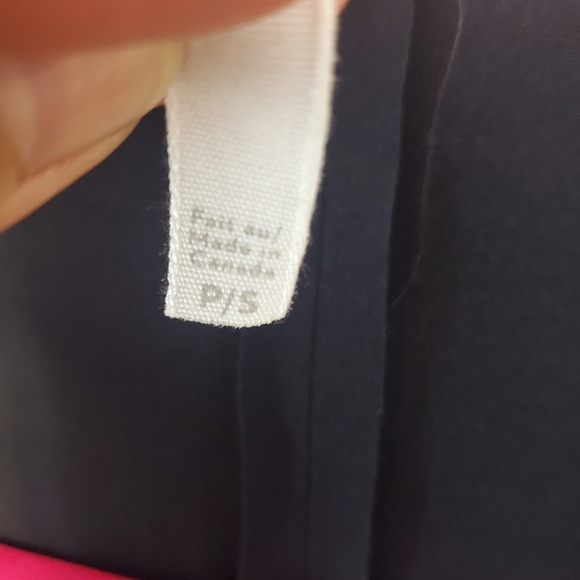 Fait au/
Made in
Canada
P/S